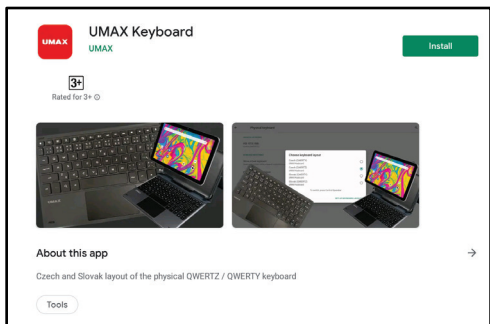 UMAX
UMAX Keyboard
UMAX
Install
3+
Rated for 3+
About this app
Czech and Slovak layout of the physical QWERTZ / QWERTY keyboard
Tools